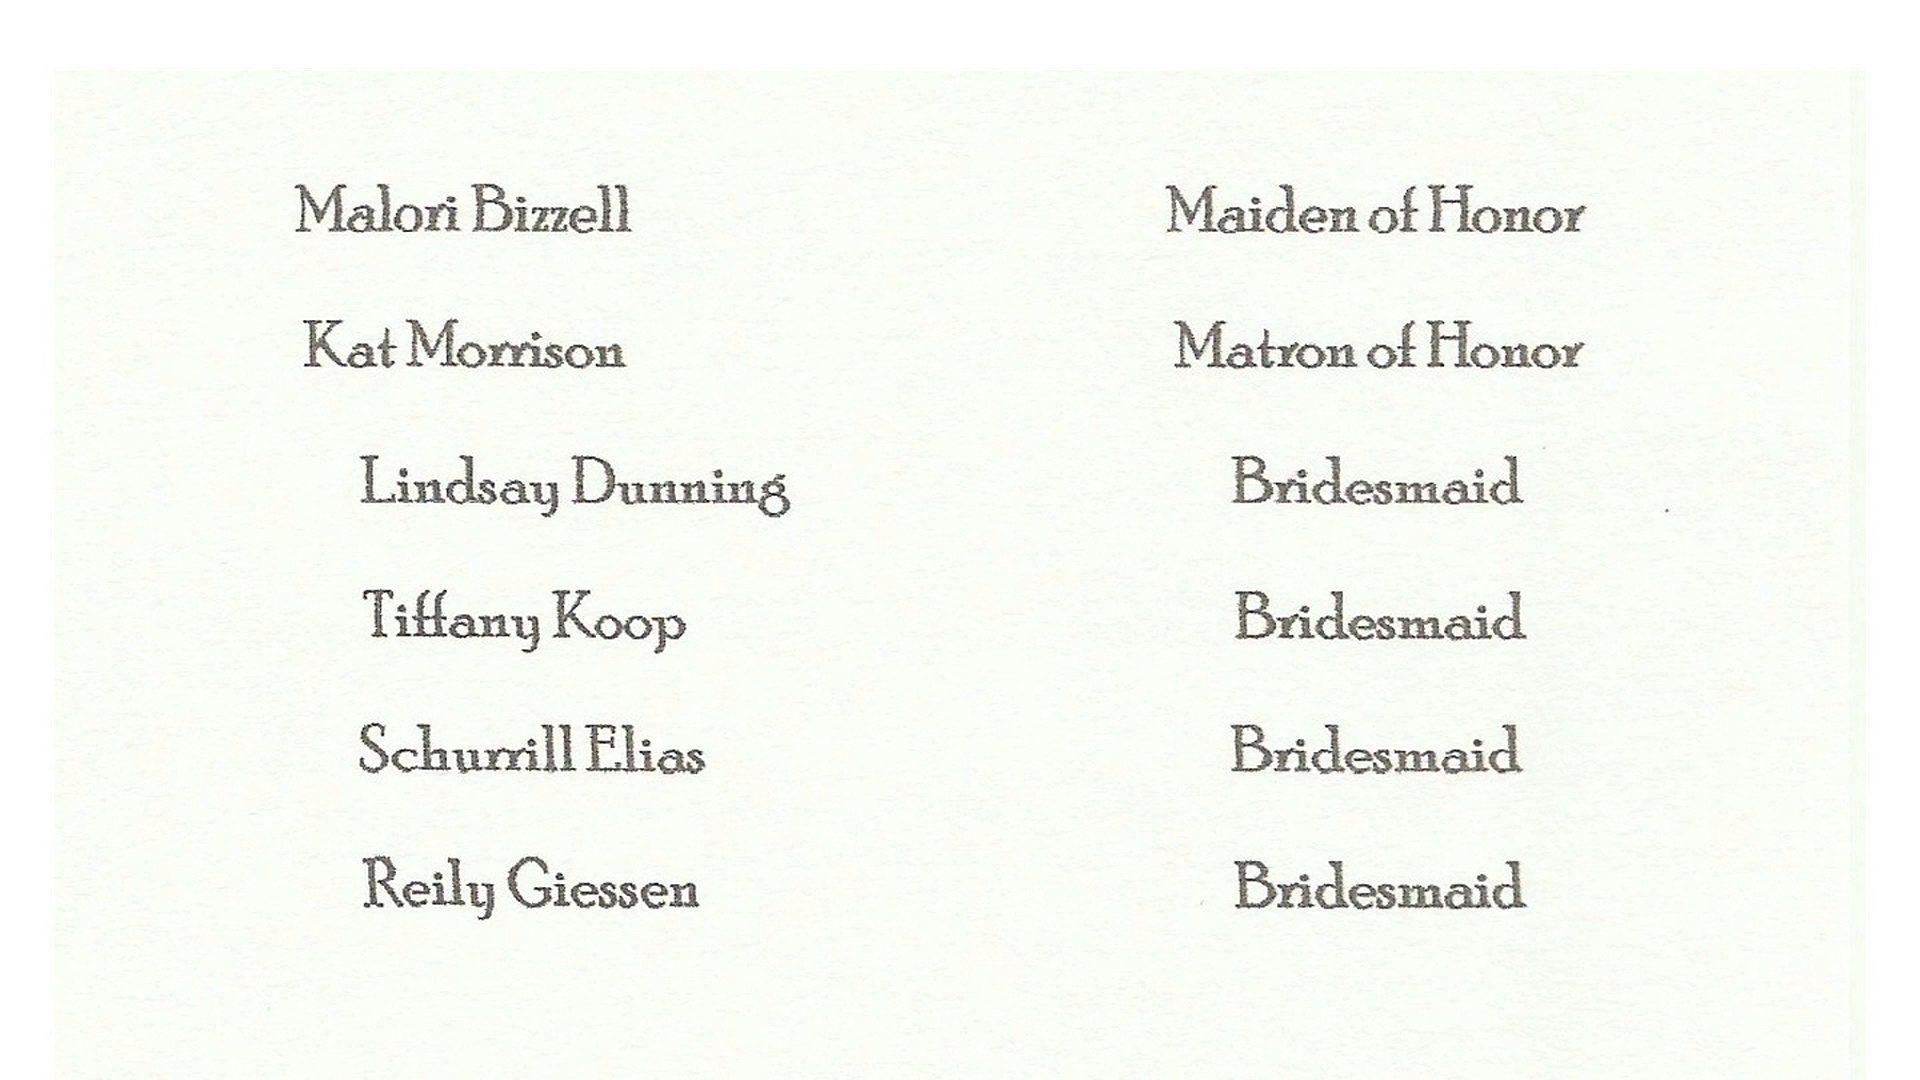 Malori Bizzell Maiden of Honor
Kat Morrison Matron of Honor
Lindsay Dunning Bridesmaid
Tiffany Koop Bridesmaid
Schurrill Elias Bridesmaid
Reily Giessen Bridesmaid